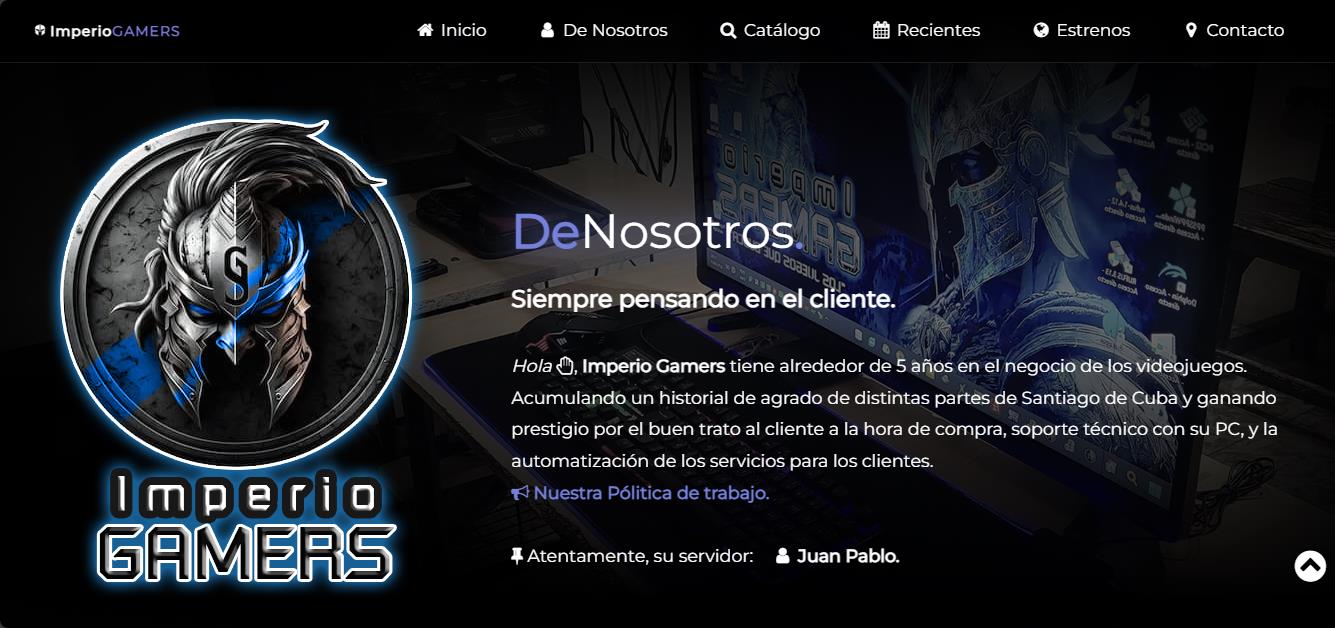 ImperioGAMERS
Inicio
De Nosotros
Catálogo
Recientes
Estrenos
Contacto
DeNosotros.
Siempre pensando en el cliente.
Hola, Imperio Gamers tiene alrededor de 5 años en el negocio de los videojuegos.
Acumulando un historial de agrado de distintas partes de Santiago de Cuba y ganando
prestigio por el buen trato al cliente a la hora de compra, soporte técnico con su PC, y la
automatización de los servicios para los clientes.
Nuestra Pólitica de trabajo.
Atentamente, su servidor: Juan Pablo.
Imperio
GAMERS
Imperio
GAMERS